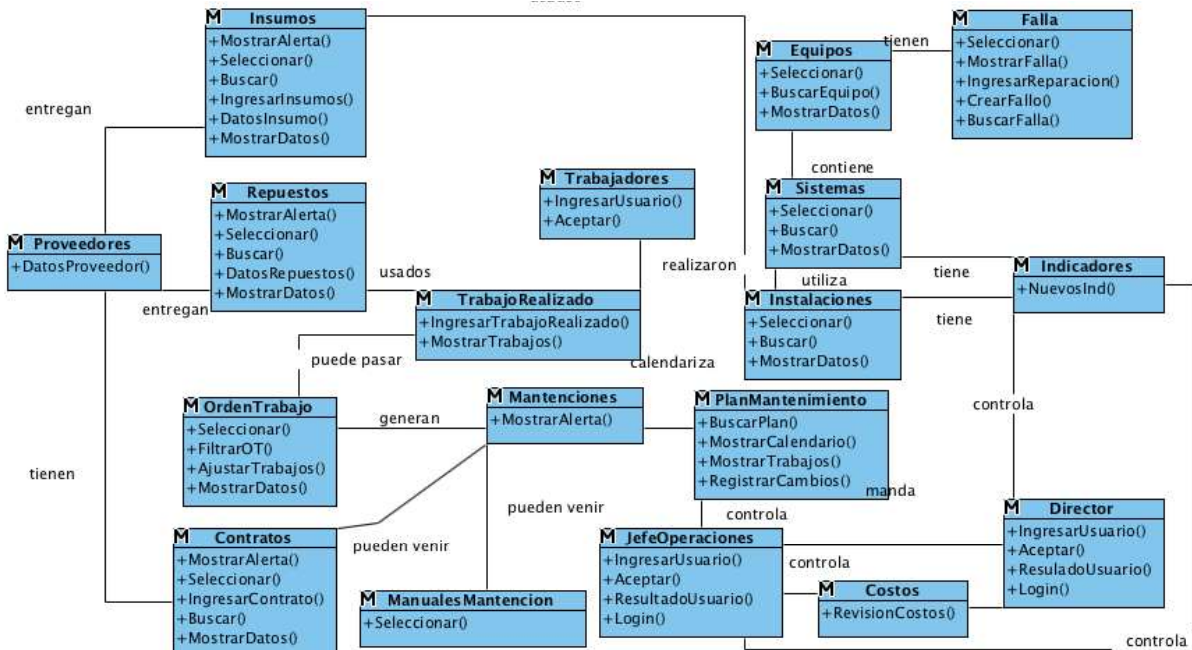 Insumos
+MostrarAlerta()
+Seleccionar()
+Buscar()
+IngresarInsumos()
+DatosInsumo()
+MostrarDatos()
entregan
Repuestos
+MostrarAlerta()
+Seleccionar()
+Buscar()
+DatosRepuestos()
+MostrarDatos()
Proveedores
+DatosProveedor()
entregan
usados
Trabajadores
+IngresarUsuario()
+Aceptar()
realizaron
TrabajoRealizado
+IngresarTrabajoRealizado()
+MostrarTrabajos()
puede pasar
calendariza
Equipos
+Seleccionar()
+BuscarEquipo()
+MostrarDatos()
tienen
Falla
+Seleccionar()
+MostrarFalla()
+IngresarReparacion()
+CrearFallo()
+BuscarFalla()
contiene
Sistemas
+Seleccionar()
+Buscar()
+MostrarDatos()
utiliza
tiene
Indicadores
+NuevosInd()
Instalaciones
+Seleccionar()
+Buscar()
+MostrarDatos()
tiene
controla
OrdenTrabajo
+Seleccionar()
+FiltrarOT()
+AjustarTrabajos()
+MostrarDatos()
generan
Mantenciones
+MostrarAlerta()
PlanMantenimiento
+BuscarPlan()
+MostrarCalendario()
+MostrarTrabajos()
+RegistrarCambios()
manda
tienen
pueden venir
controla
Contratos
+MostrarAlerta()
+Seleccionar()
+IngresarContrato()
+Buscar()
+MostrarDatos()
pueden venir
ManualesMantencion
+Seleccionar()
JefeOperaciones
+IngresarUsuario()
+Aceptar()
+ResultadoUsuario()
+Login()
controla
Costos
+RevisionCostos()
Director
+IngresarUsuario()
+Aceptar()
+ResuladoUsuario()
+Login()
controla